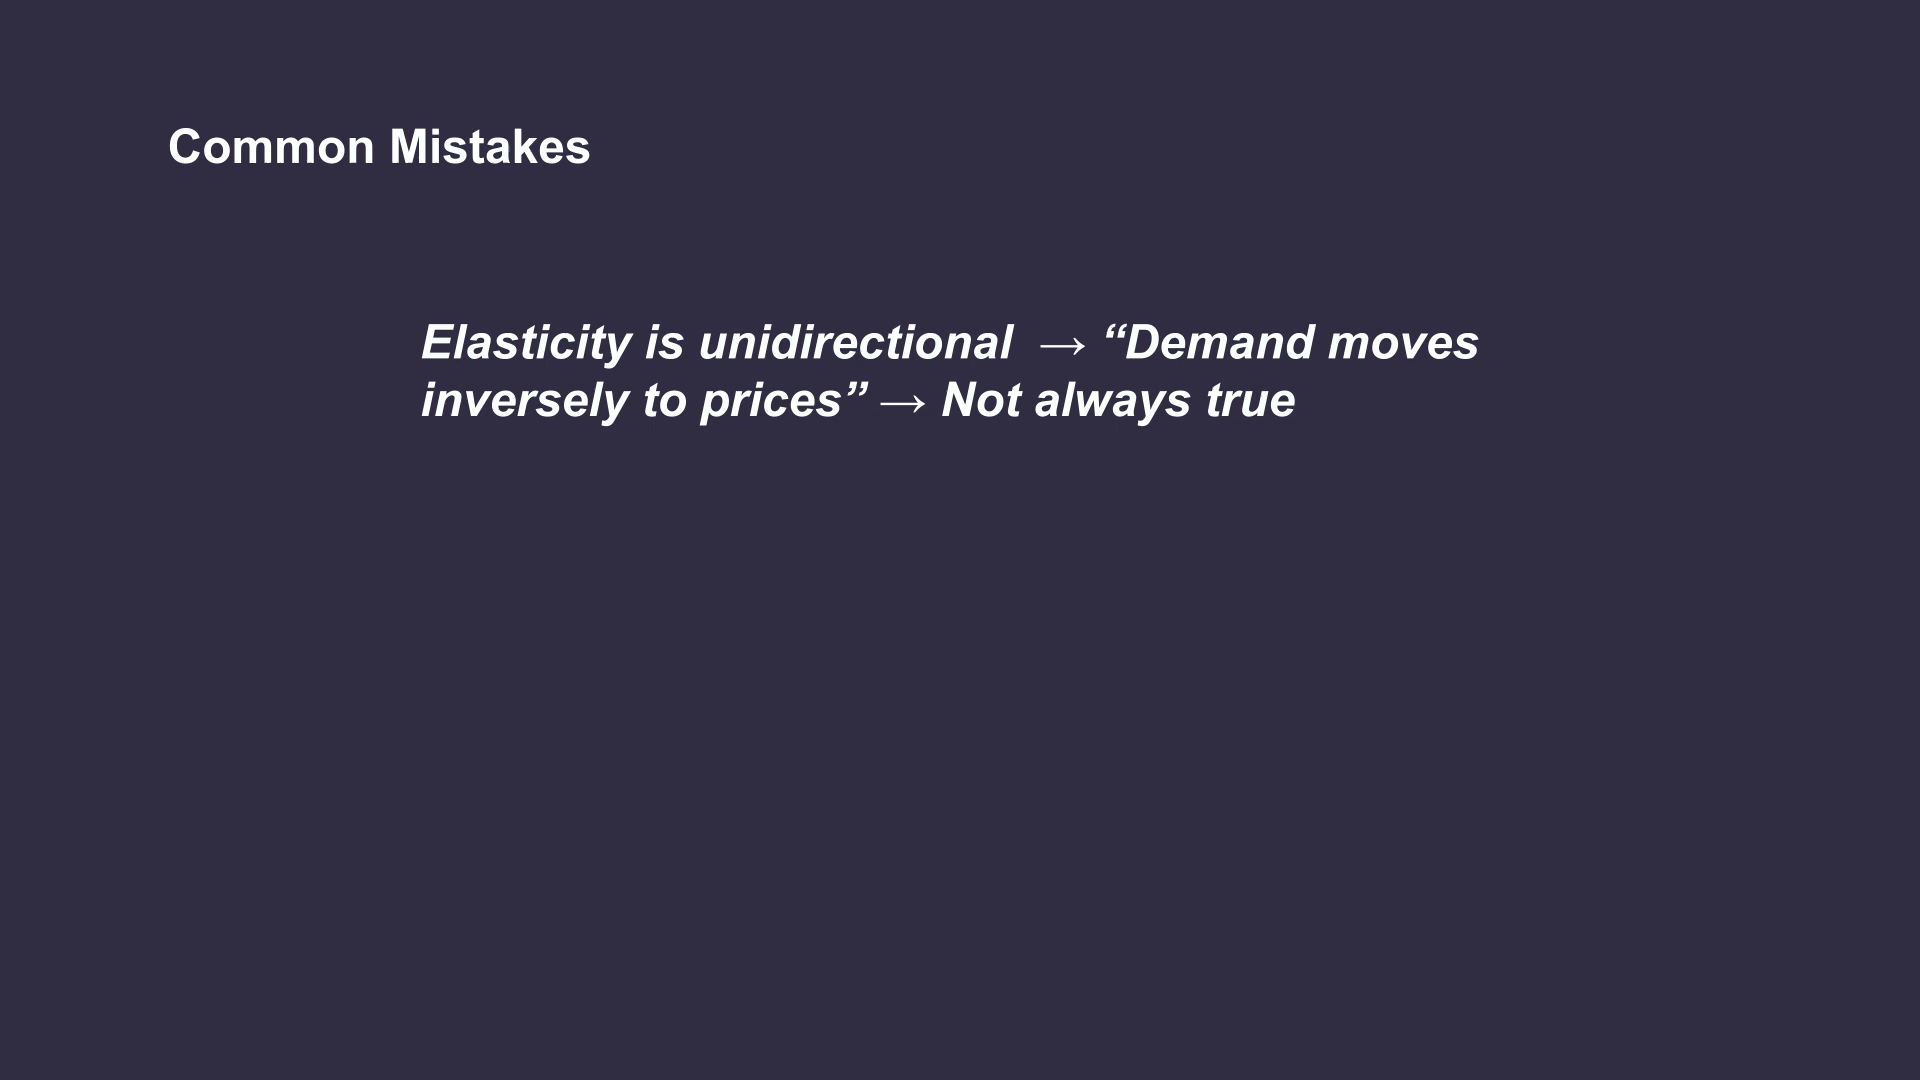 Common Mistakes
Elasticity is unidirectional  → “Demand moves
inversely to prices” → Not always true